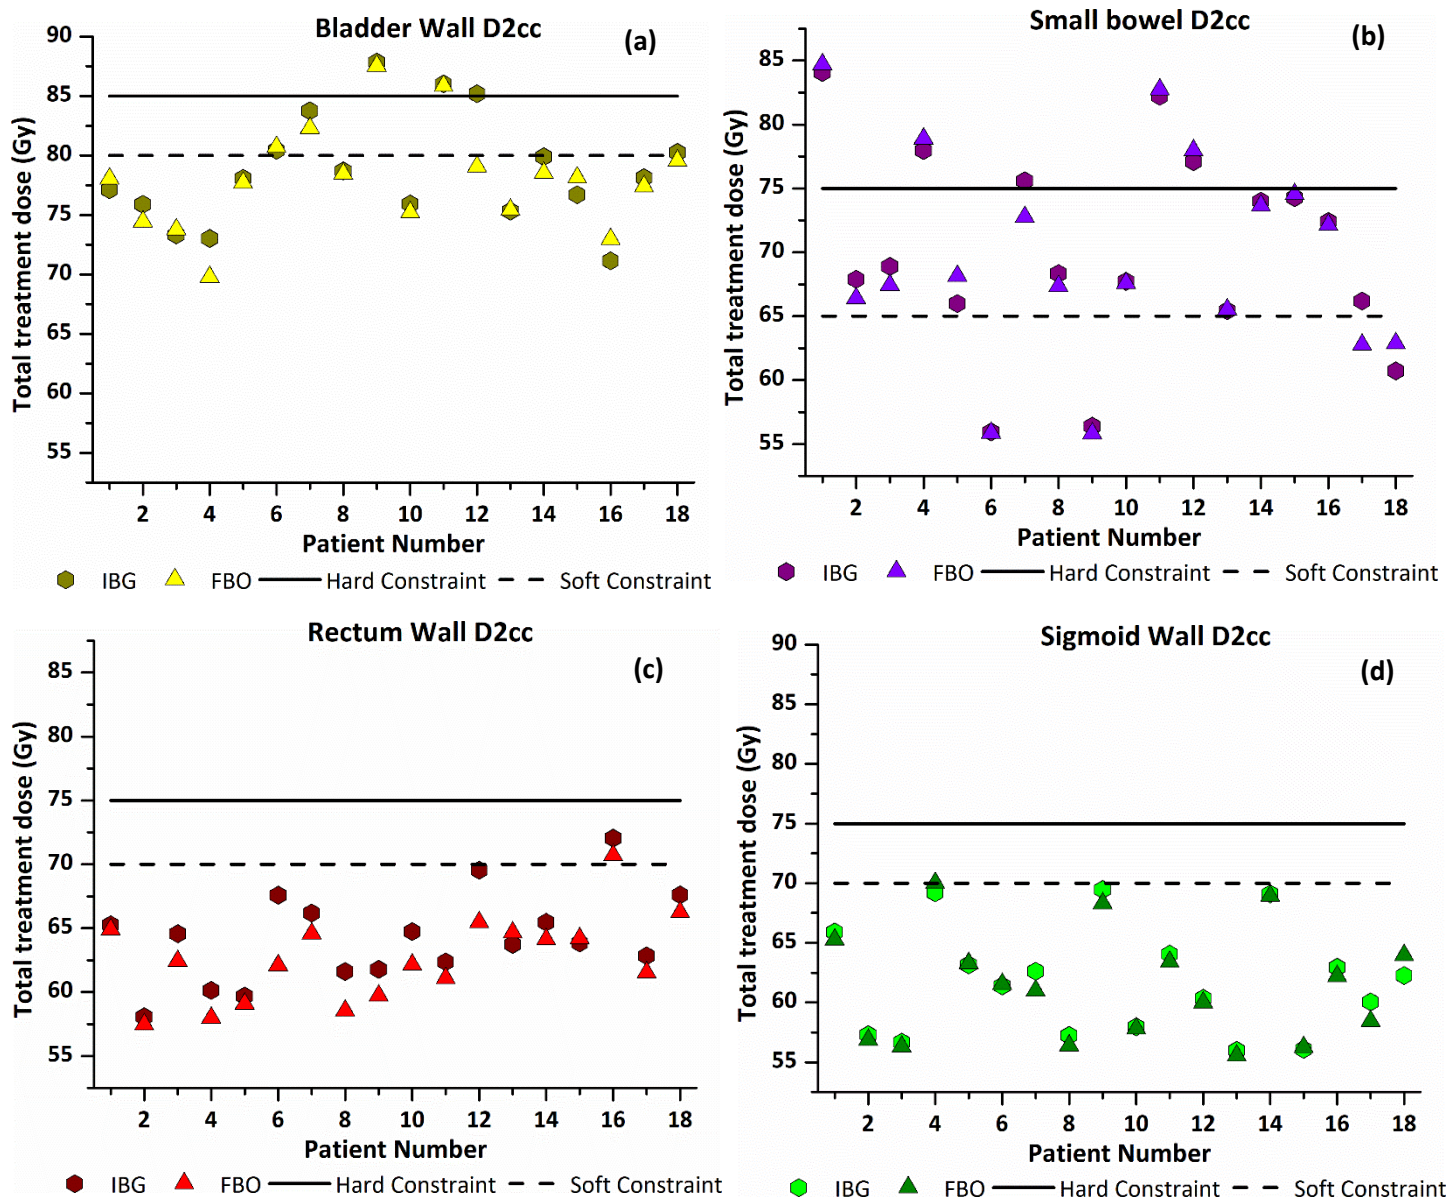 Bladder Wall D2cc
(a)
Total treatment dose (Gy)
90
85
80
75
70
65
60
55
2 4 6 8 10 12 14 16 18
Patient Number
IBG FBO Hard Constraint Soft Constraint
Small bowel D2cc
(b)
Total treatment dose (Gy)
85
80
75
70
65
60
55
2 4 6 8 10 12 14 16 18
Patient Number
IBG FBO Hard Constraint Soft Constraint
Rectum Wall D2cc
(c)
Total treatment dose (Gy)
85
80
75
70
65
60
55
2 4 6 8 10 12 14 16 18
Patient Number
IBG FBO Hard Constraint Soft Constraint
Sigmoid Wall D2cc
(d)
Total treatment dose (Gy)
90
85
80
75
70
65
60
55
2 4 6 8 10 12 14 16 18
Patient Number
IBG FBO Hard Constraint Soft Constraint